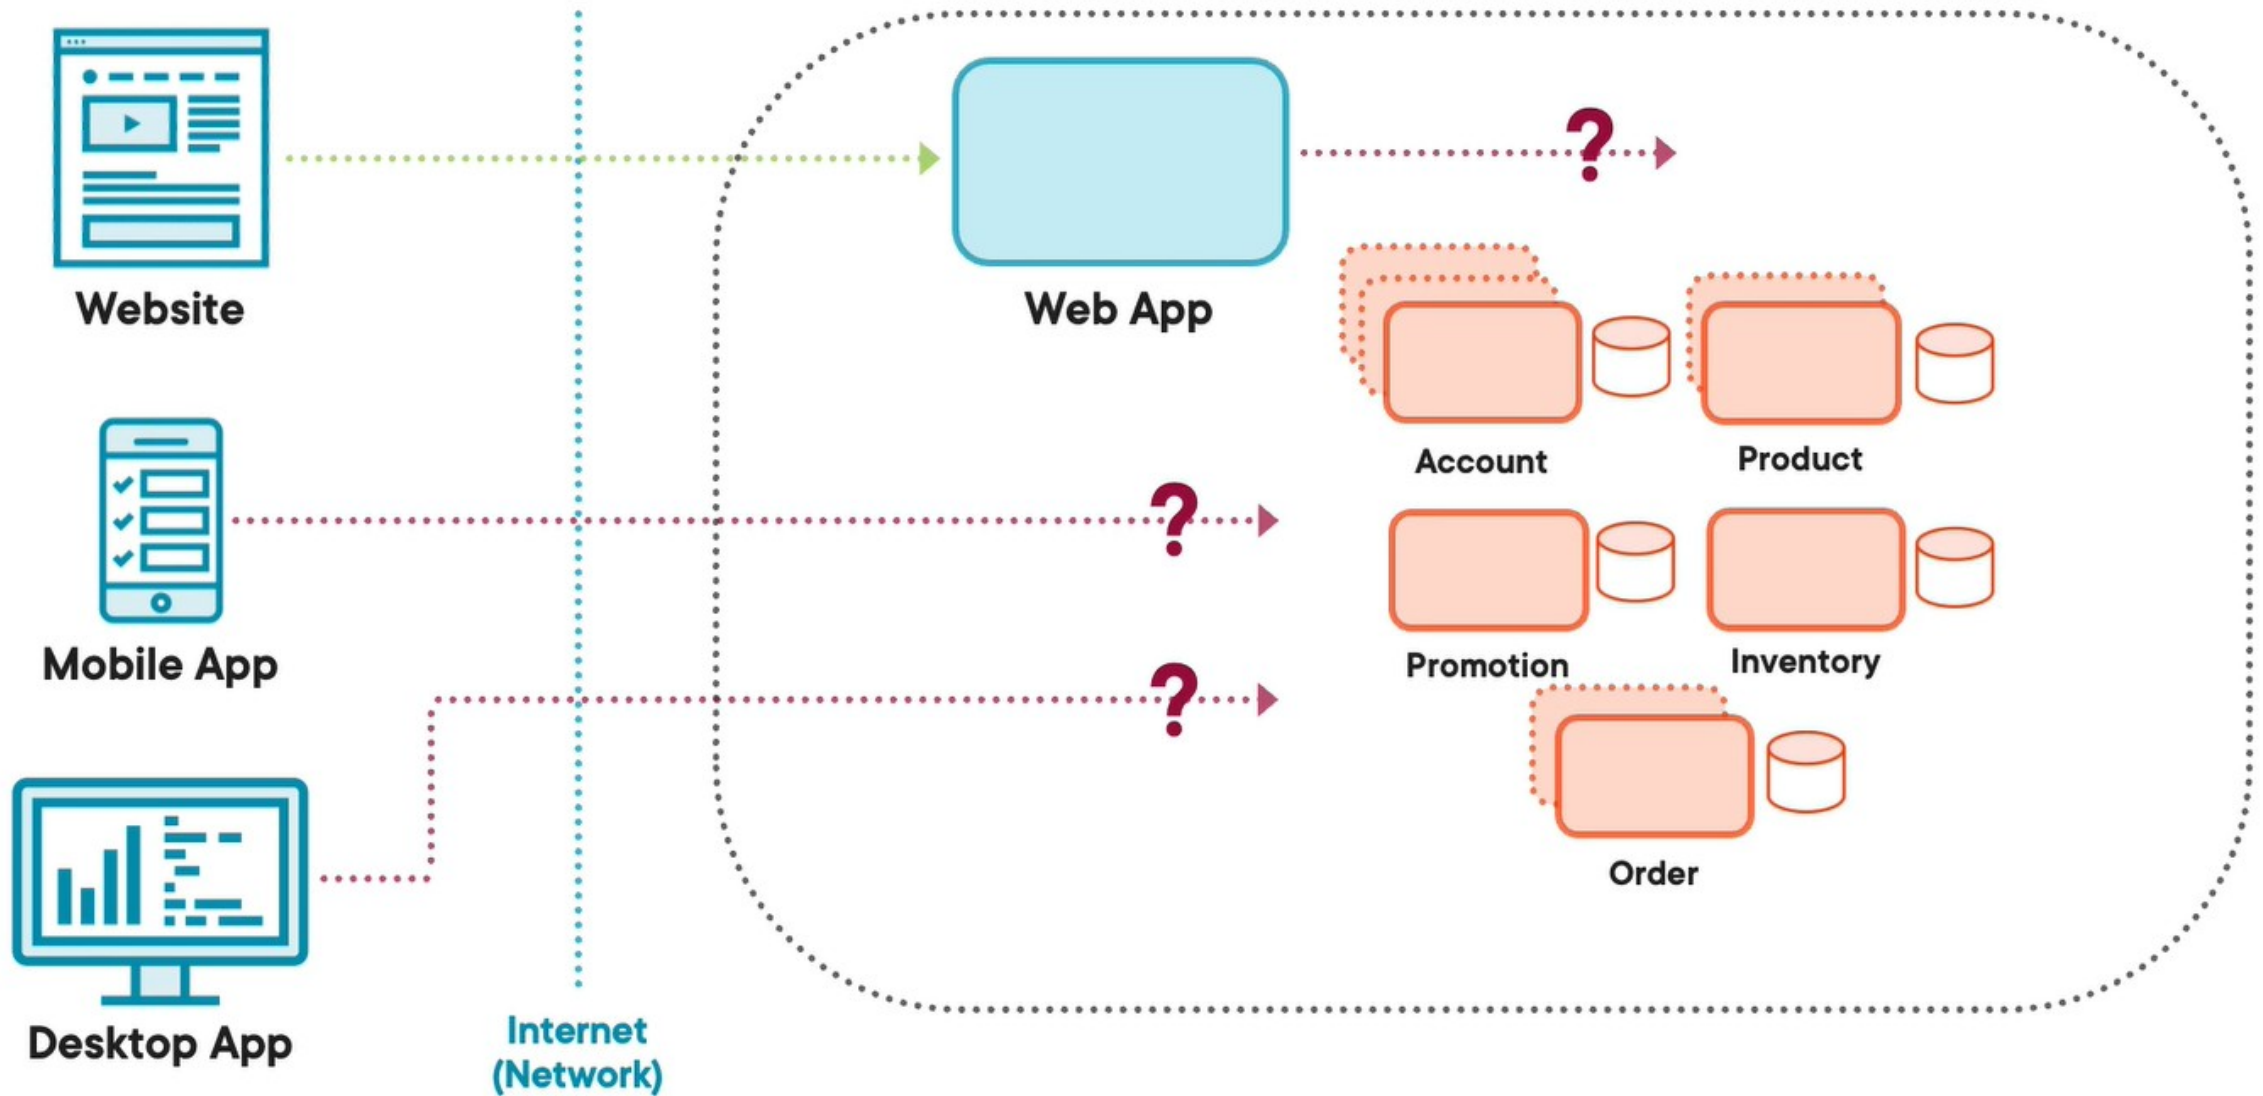 Website
Web App
?
Account
Product
Mobile App
?
Promotion
Inventory
Desktop App
?
Order
Internet
(Network)